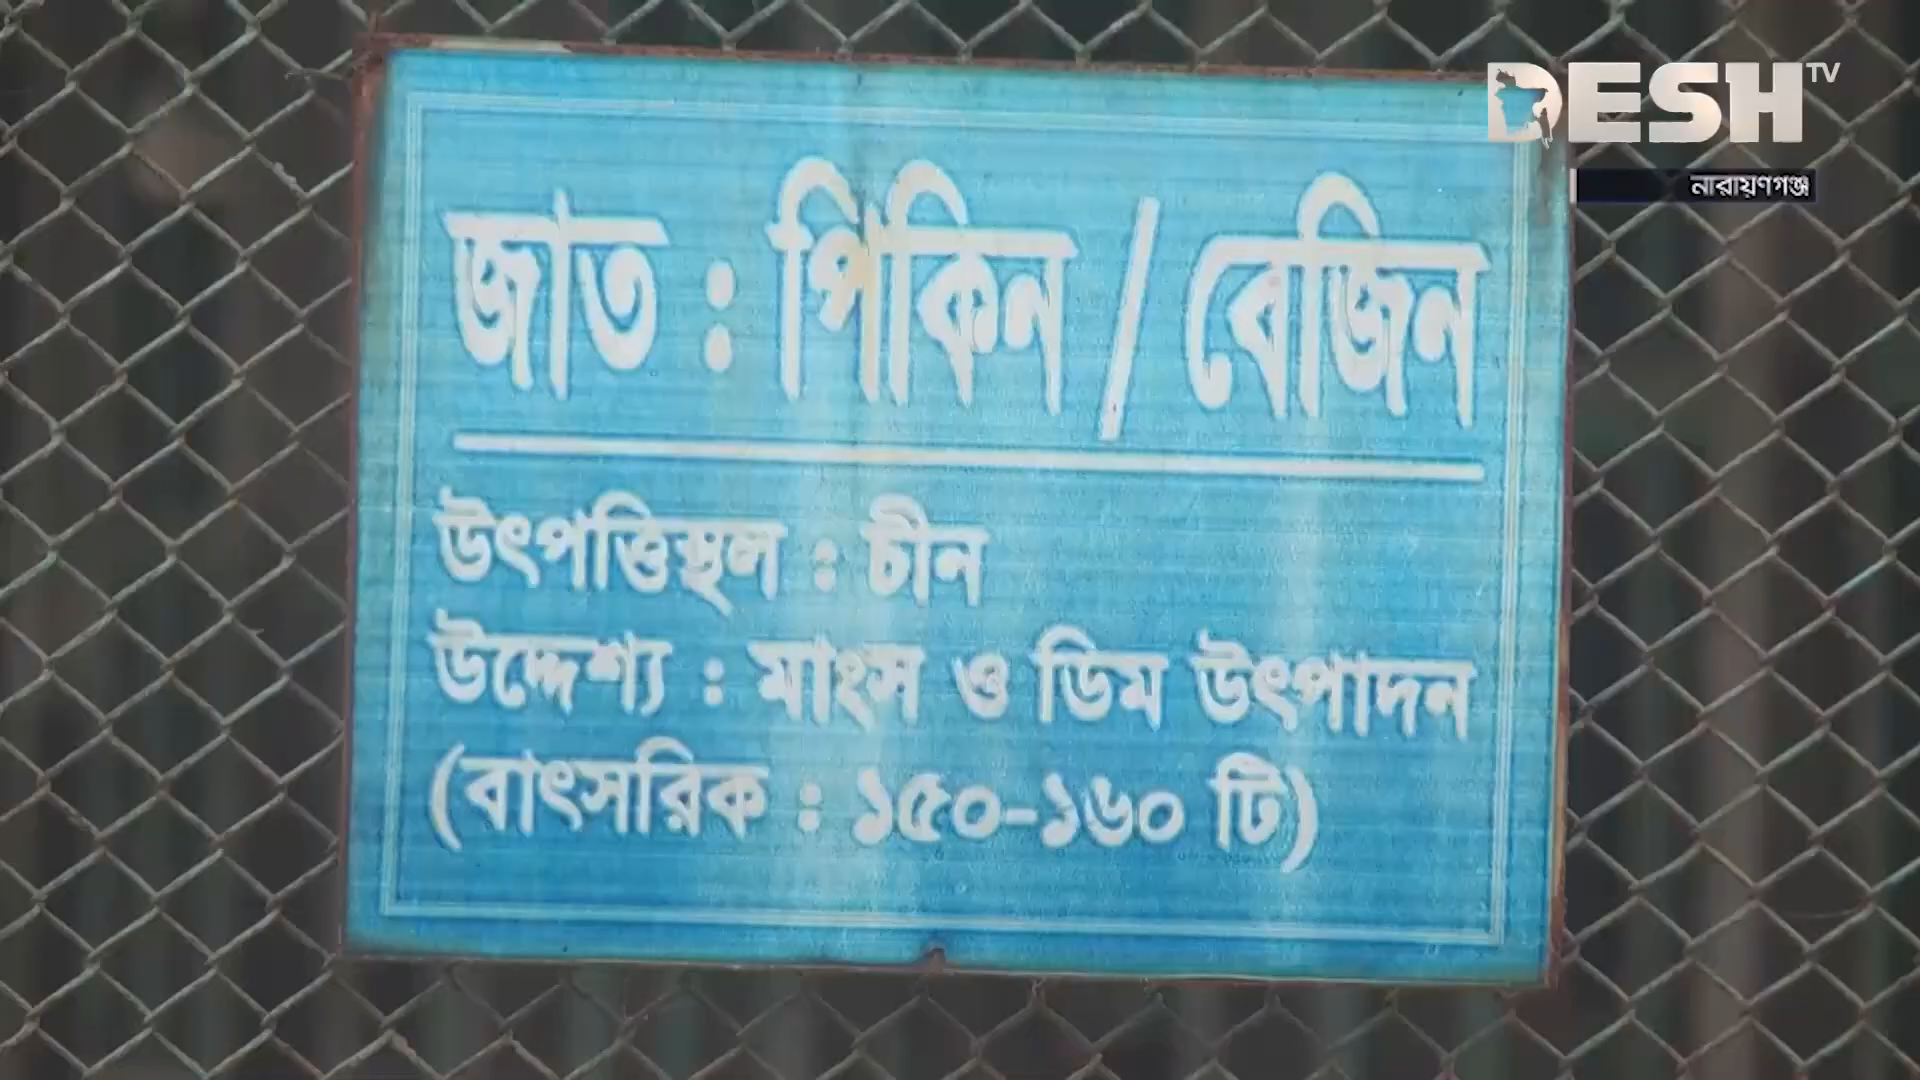 DESH TV
নারায়ণগঞ্জ
জাত : পিকিন / বেজিন
উৎপত্তিস্থল : চীন
উদ্দেশ্য : মাংস ও ডিম উৎপাদন
(বাৎসরিক : ১৫০-১৬০ টি)